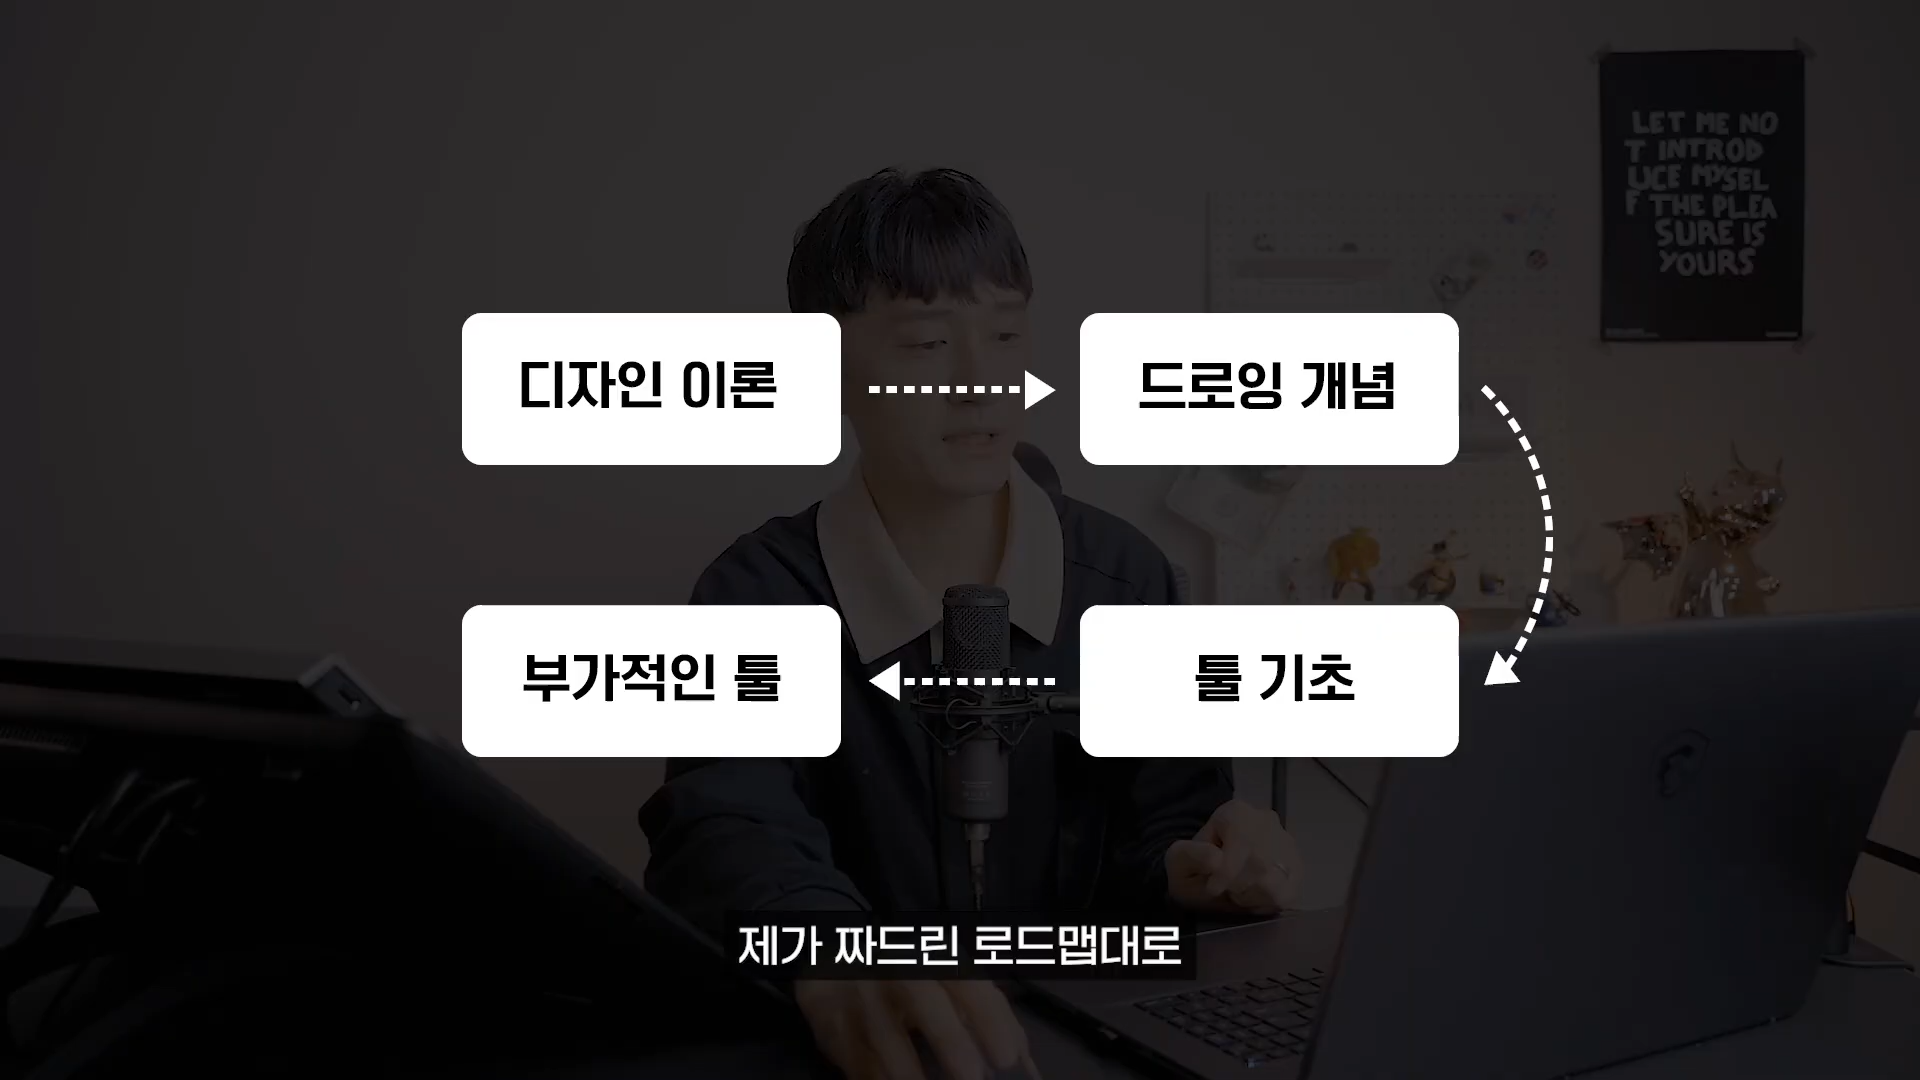 LET ME NO
T INTROD
UCE MYSEL
F THE PLEA
SURE IS
YOURS
디자인 이론
드로잉 개념
툴 기초
부가적인 툴
제가 짜드린 로드맵대로